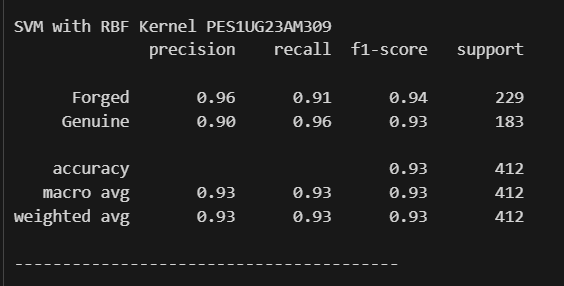 SVM with RBF Kernel PES1UG23AM309
precision recall f1-score support
Forged 0.96 0.91 0.94 229
Genuine 0.90 0.96 0.93 183
accuracy 0.93 412
macro avg 0.93 0.93 0.93 412
weighted avg 0.93 0.93 0.93 412
----------------------------------------